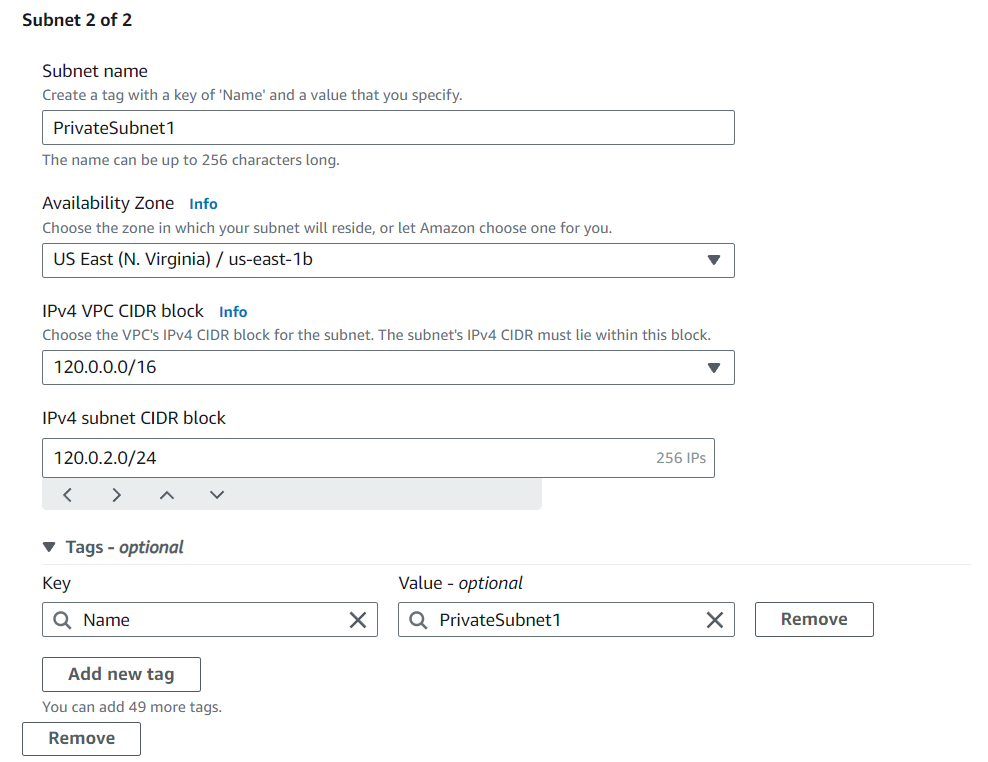 Subnet 2 of 2
Subnet name
Create a tag with a key of 'Name' and a value that you specify.
PrivateSubnet1
The name can be up to 256 characters long.
Availability Zone Info
Choose the zone in which your subnet will reside, or let Amazon choose one for you.
US East (N. Virginia) / us-east-1b
IPv4 VPC CIDR block Info
Choose the VPC's IPv4 CIDR block for the subnet. The subnet's IPv4 CIDR must lie within this block.
120.0.0.0/16
IPv4 subnet CIDR block
120.0.2.0/24 256 IPs
Tags - optional
Key Value - optional
Name PrivateSubnet1 Remove
Add new tag
You can add 49 more tags.
Remove